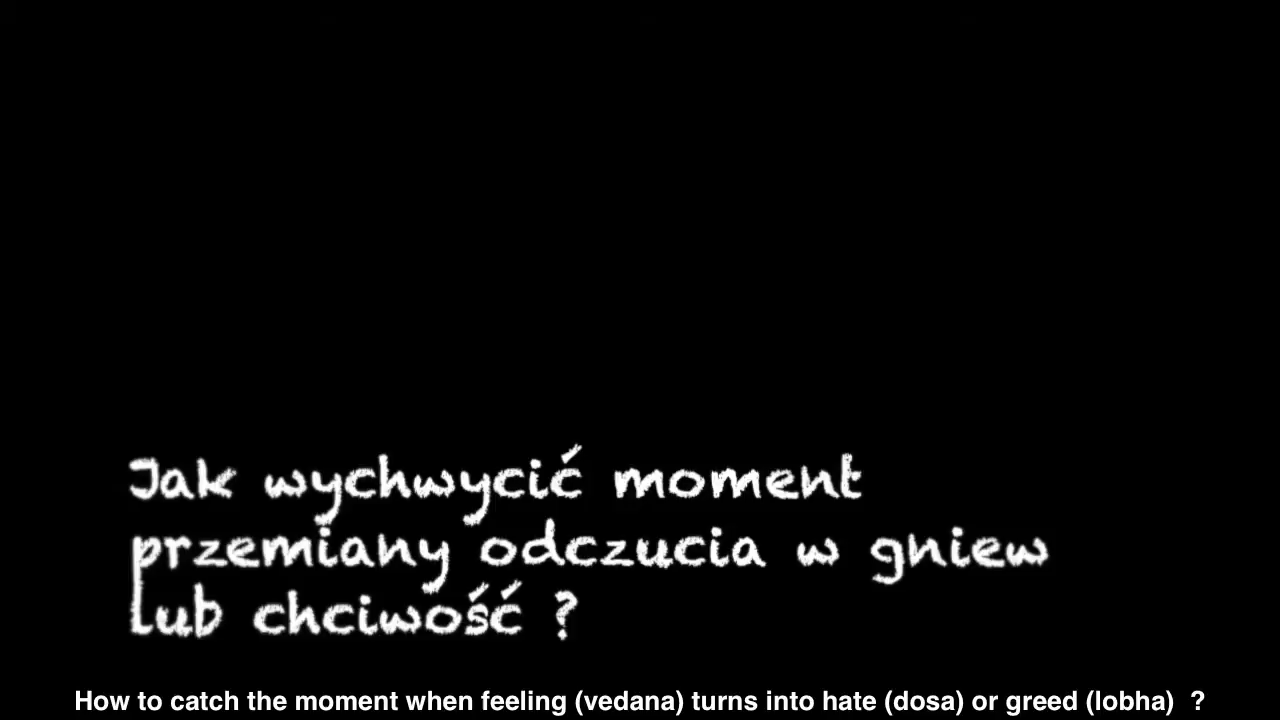 Jak wychwycić moment
przemiany odczucia w gniew
lub chciwość ?
How to catch the moment when feeling (vedana) turns into hate (dosa) or greed (lobha)  ?